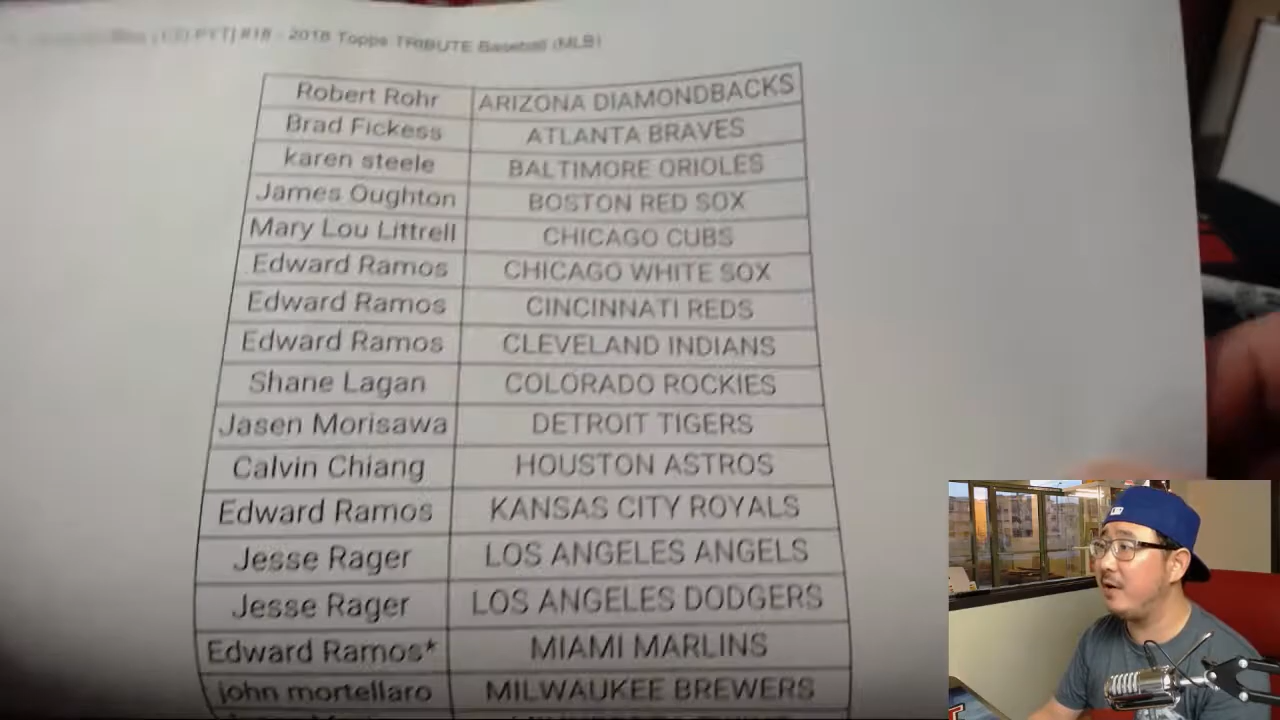 PYT] #18 - 2018 Topps TRIBUTE Baseball (MLB)
Robert Rohr ARIZONA DIAMONDBACKS
Brad Fickess ATLANTA BRAVES
karen steele BALTIMORE ORIOLES
James Oughton BOSTON RED SOX
Mary Lou Littrell CHICAGO CUBS
Edward Ramos CHICAGO WHITE SOX
Edward Ramos CINCINNATI REDS
Edward Ramos CLEVELAND INDIANS
Shane Lagan COLORADO ROCKIES
Jasen Morisawa DETROIT TIGERS
Calvin Chiang HOUSTON ASTROS
Edward Ramos KANSAS CITY ROYALS
Jesse Rager LOS ANGELES ANGELS
Jesse Rager LOS ANGELES DODGERS
Edward Ramos* MIAMI MARLINS
john mortellaro MILWAUKEE BREWERS